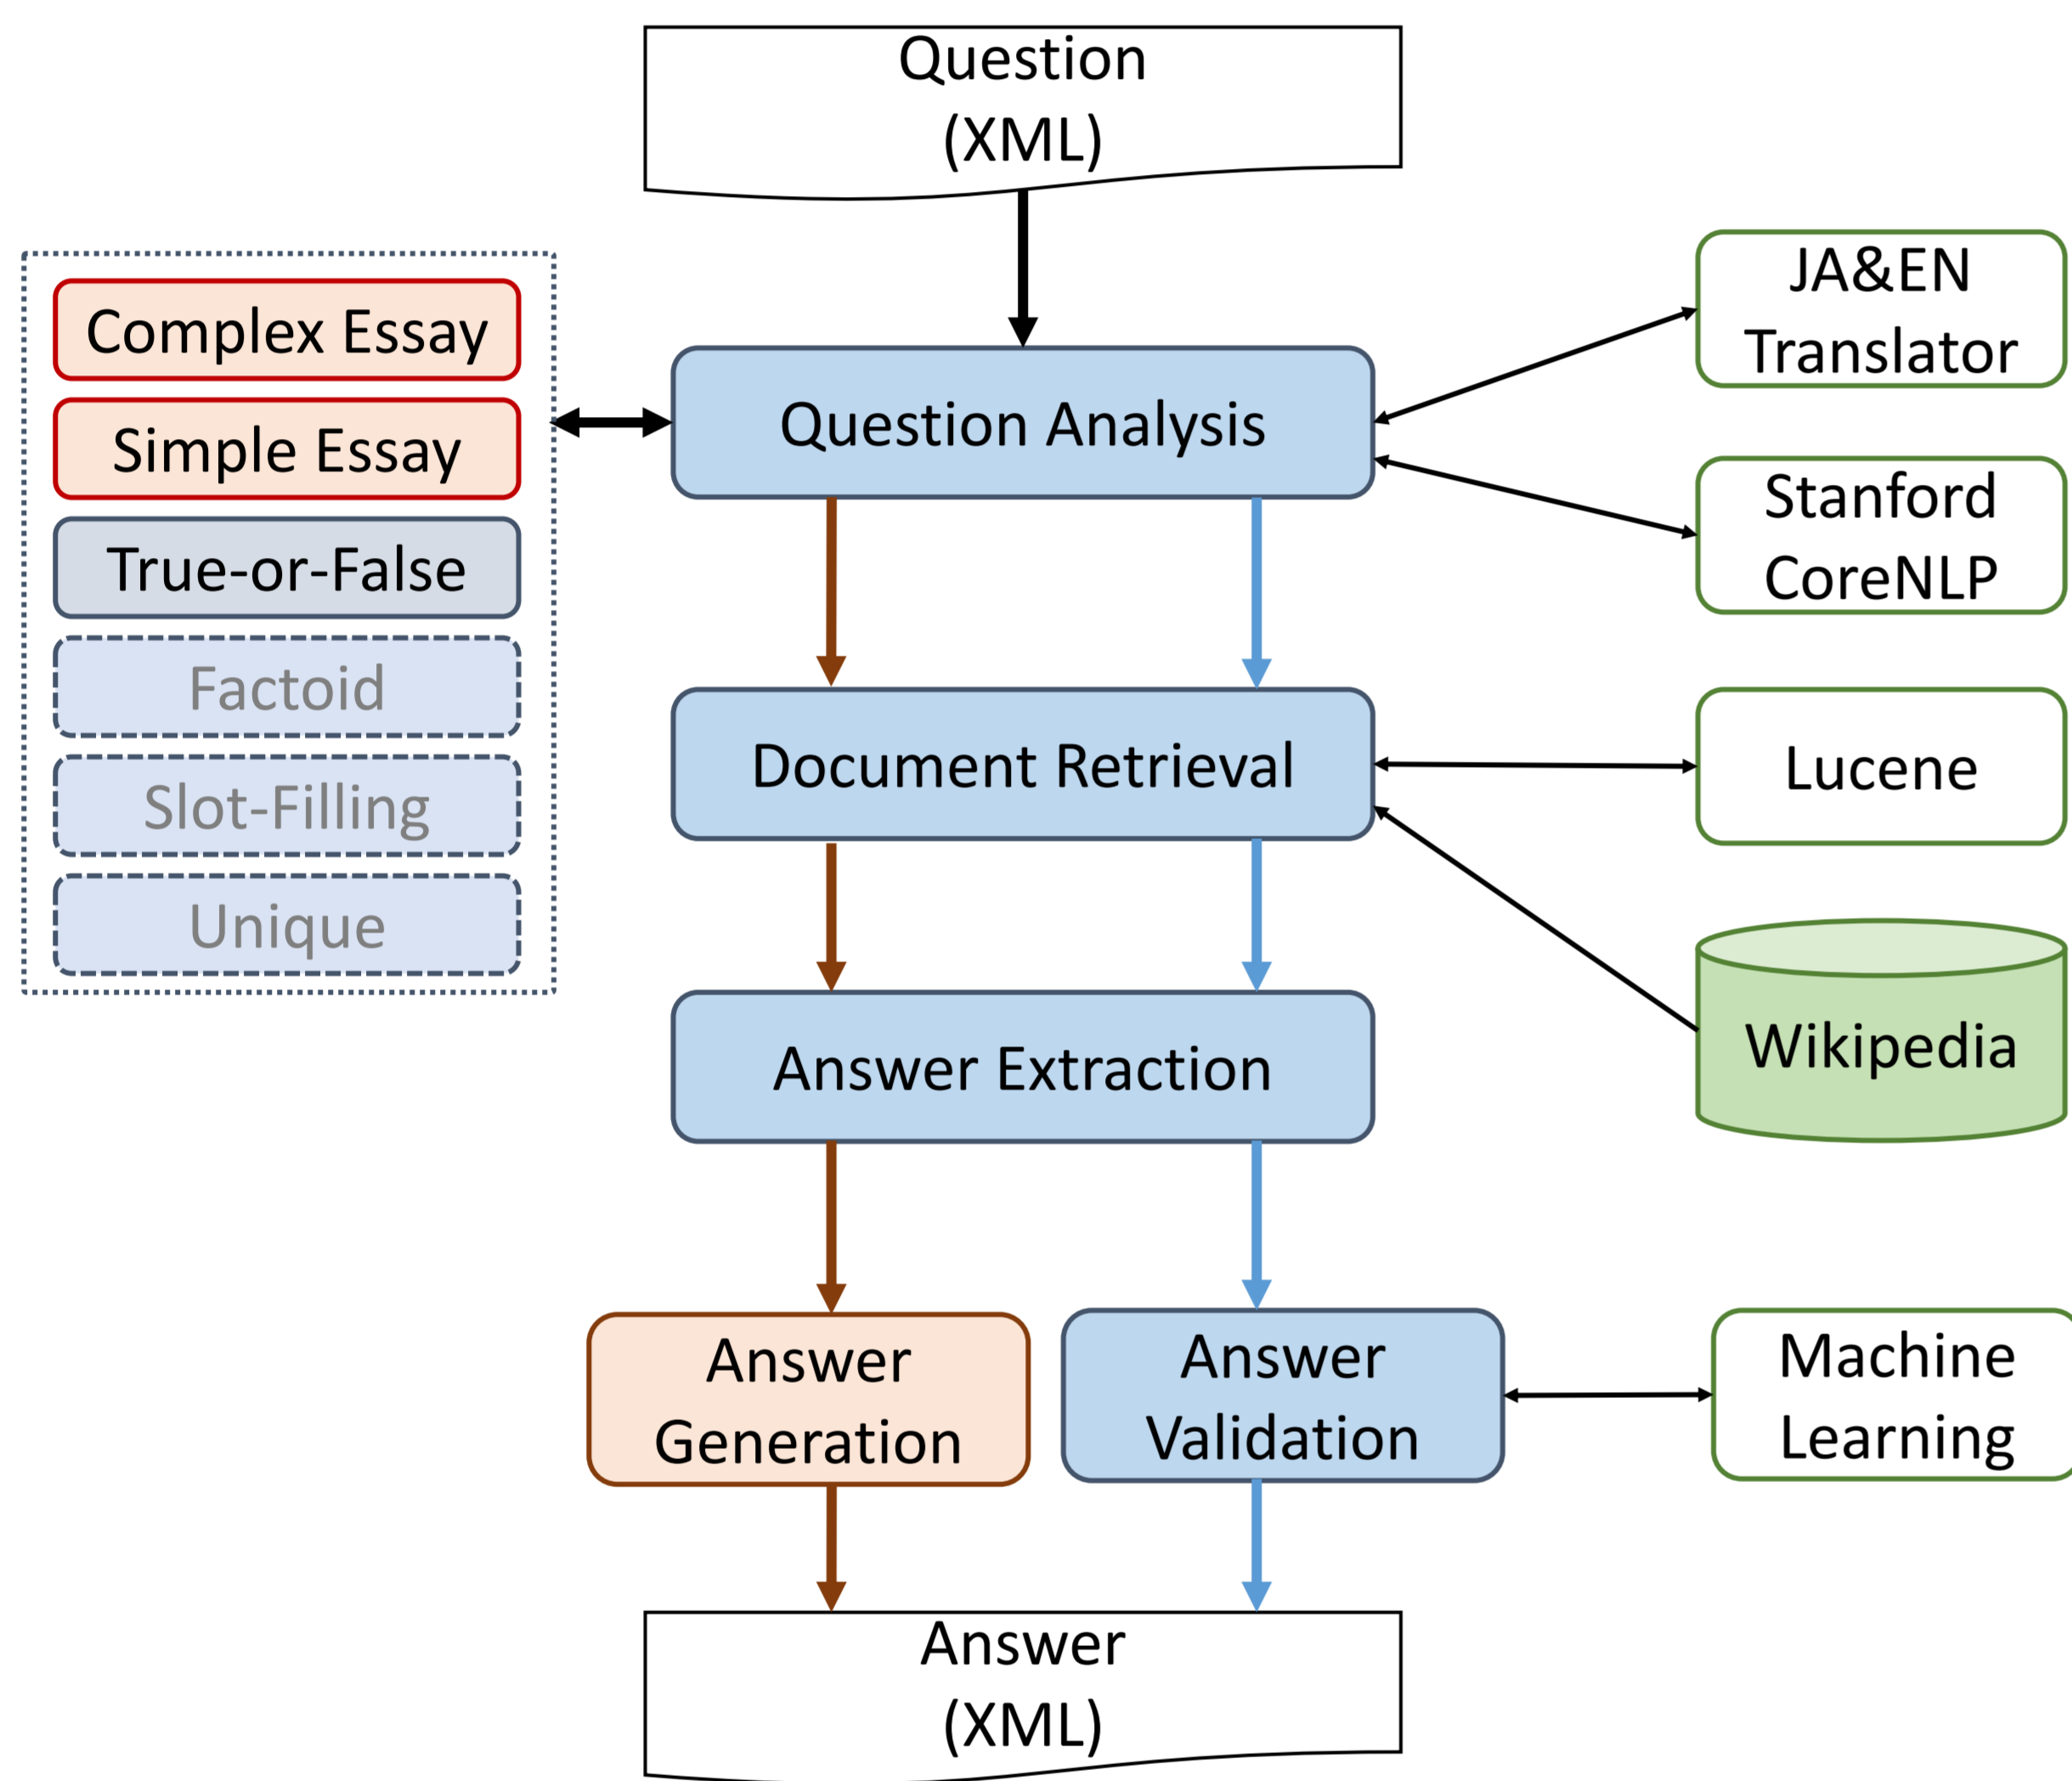 Question
(XML)
Complex Essay
Simple Essay
True-or-False
Factoid
Slot-Filling
Unique
Question Analysis
JA&EN
Translator
Stanford
CoreNLP
Document Retrieval
Lucene
Answer Extraction
Wikipedia
Answer
Generation
Answer
Validation
Machine
Learning
Answer
(XML)